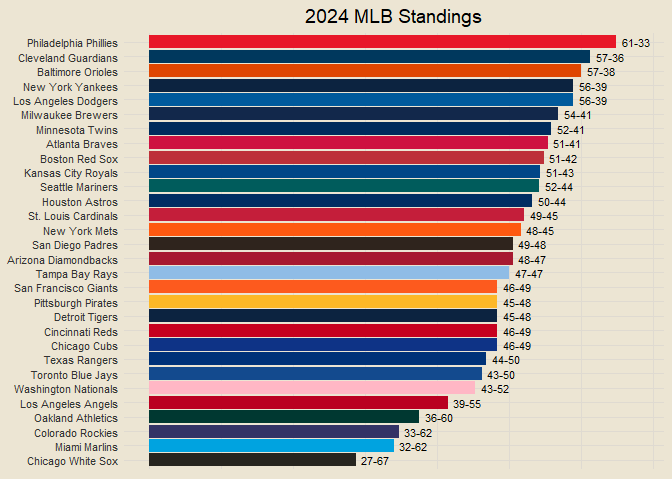 2024 MLB Standings
Philadelphia Phillies 61-33
Cleveland Guardians 57-36
Baltimore Orioles 57-38
New York Yankees 56-39
Los Angeles Dodgers 56-39
Milwaukee Brewers 54-41
Minnesota Twins 52-41
Atlanta Braves 51-41
Boston Red Sox 51-42
Kansas City Royals 51-43
Seattle Mariners 52-44
Houston Astros 50-44
St. Louis Cardinals 49-45
New York Mets 48-45
San Diego Padres 49-48
Arizona Diamondbacks 48-47
Tampa Bay Rays 47-47
San Francisco Giants 46-49
Pittsburgh Pirates 45-48
Detroit Tigers 45-48
Cincinnati Reds 46-49
Chicago Cubs 46-49
Texas Rangers 44-50
Toronto Blue Jays 43-50
Washington Nationals 43-52
Los Angeles Angels 39-55
Oakland Athletics 36-60
Colorado Rockies 33-62
Miami Marlins 32-62
Chicago White Sox 27-67